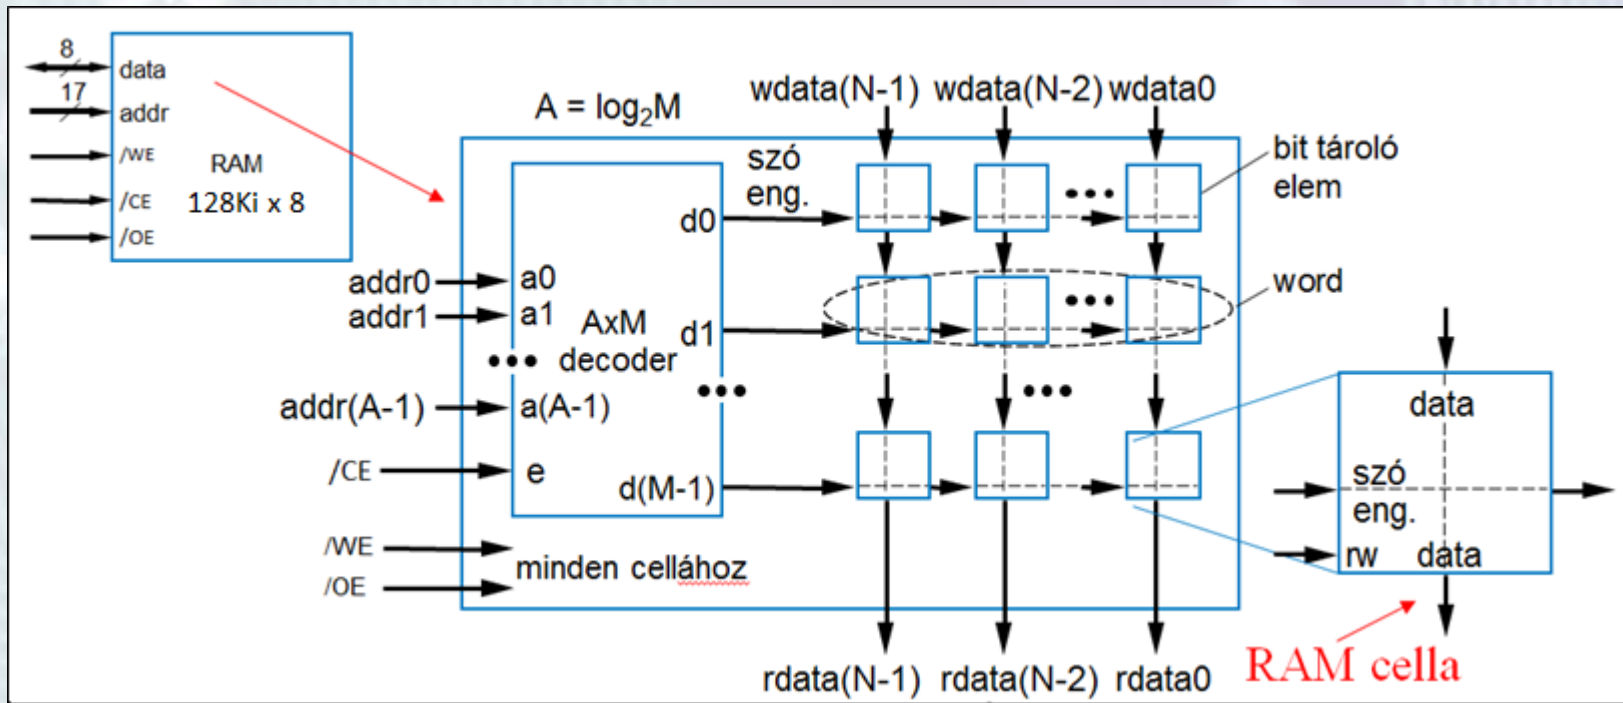 8
data
17
addr
/WE
RAM
/CE
128Ki x 8
/OE
A = log₂M
wdata(N-1) wdata(N-2) wdata0
szó
eng.
bit tároló
elem
d0
addr0
a0
addr1
a1
AxM
decoder
d1
word
•••
addr(A-1)
a(A-1)
/CE
e
d(M-1)
/WE
/OE
minden cellához
rdata(N-1) rdata(N-2) rdata0
data
szó
eng.
rw data
RAM cella